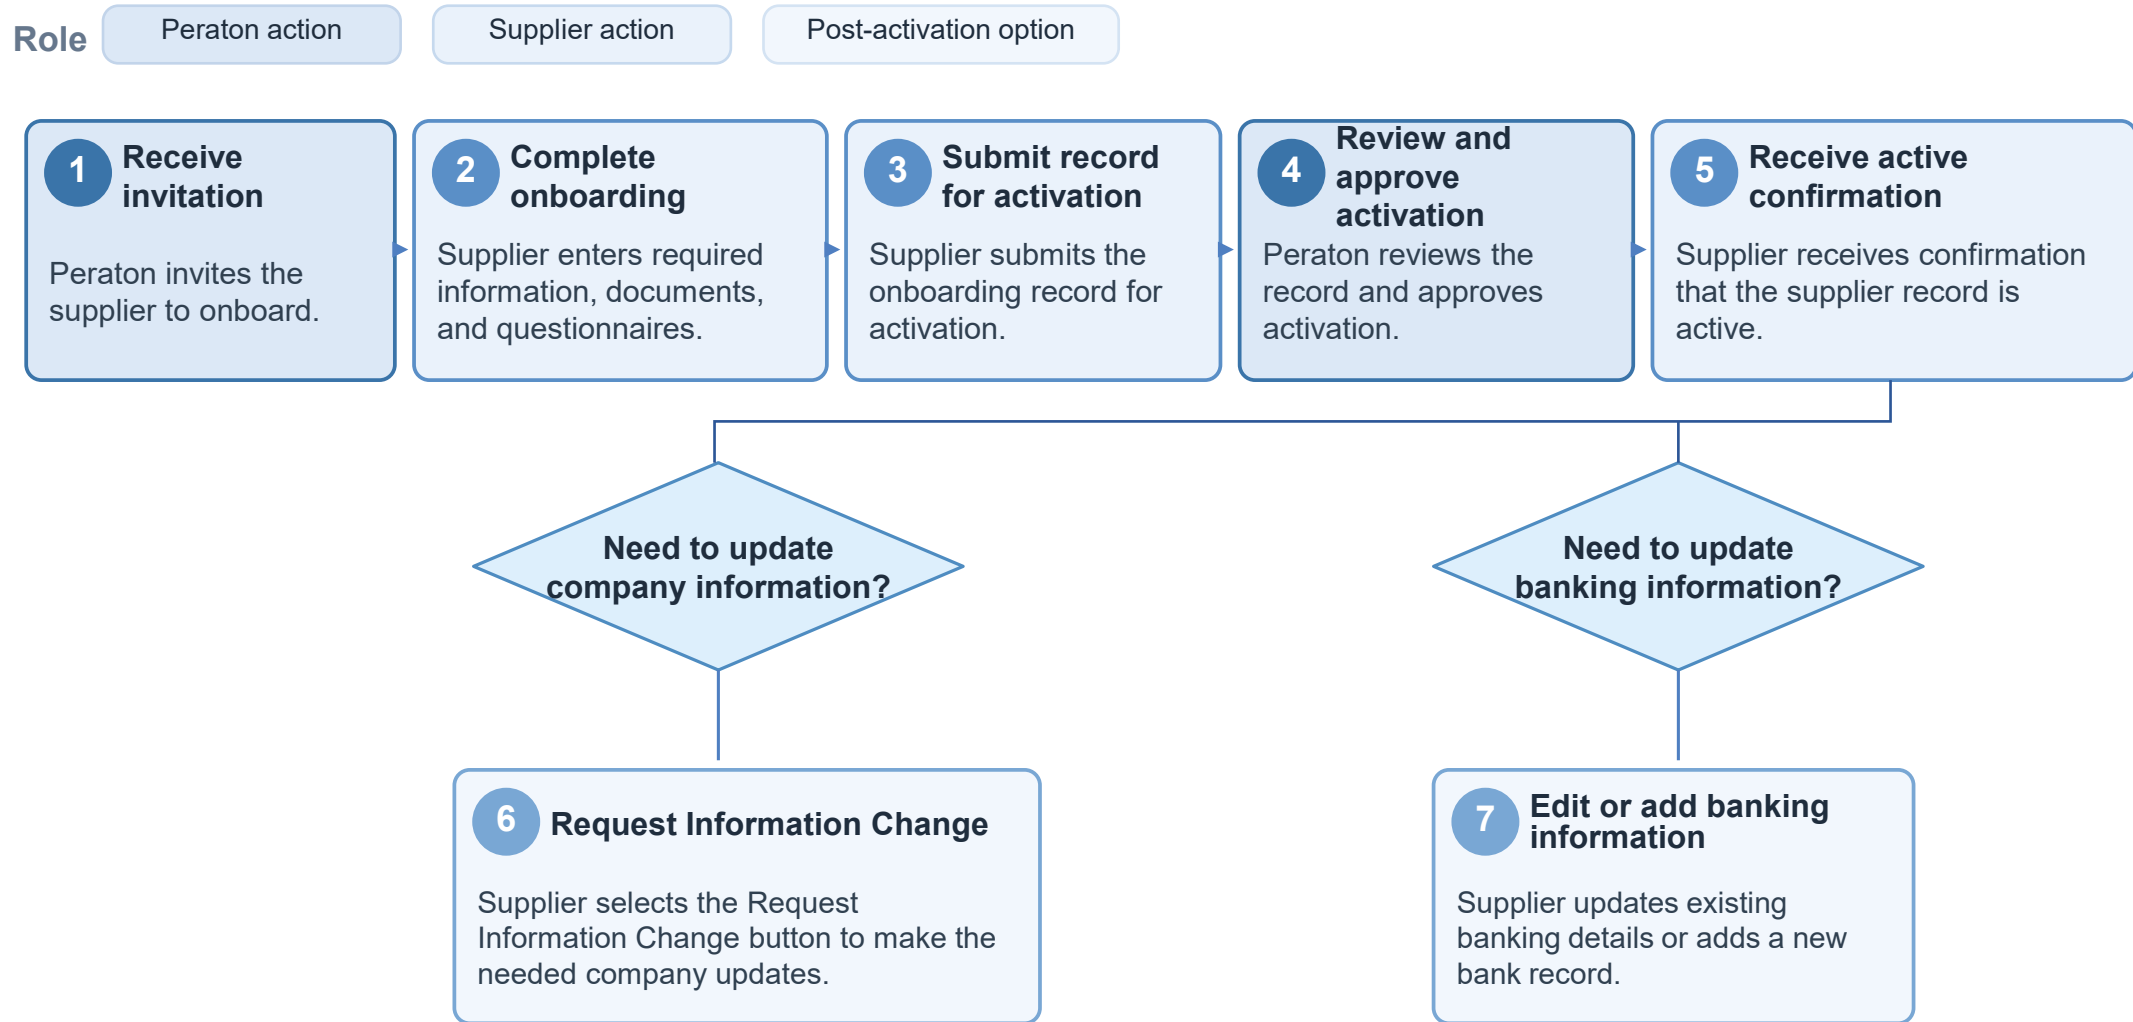 Role
Peraton action
Supplier action
Post-activation option
1
Receive
invitation
Peraton invites the
supplier to onboard.
2
Complete
onboarding
Supplier enters required
information, documents,
and questionnaires.
3
Submit record
for activation
Supplier submits the
onboarding record for
activation.
4
Review and
approve
activation
Peraton reviews the
record and approves
activation.
5
Receive active
confirmation
Supplier receives confirmation
that the supplier record is
active.
Need to update
company information?
Need to update
banking information?
6
Request Information Change
Supplier selects the Request
Information Change button to make the
needed company updates.
7
Edit or add banking
information
Supplier updates existing
banking details or adds a new
bank record.